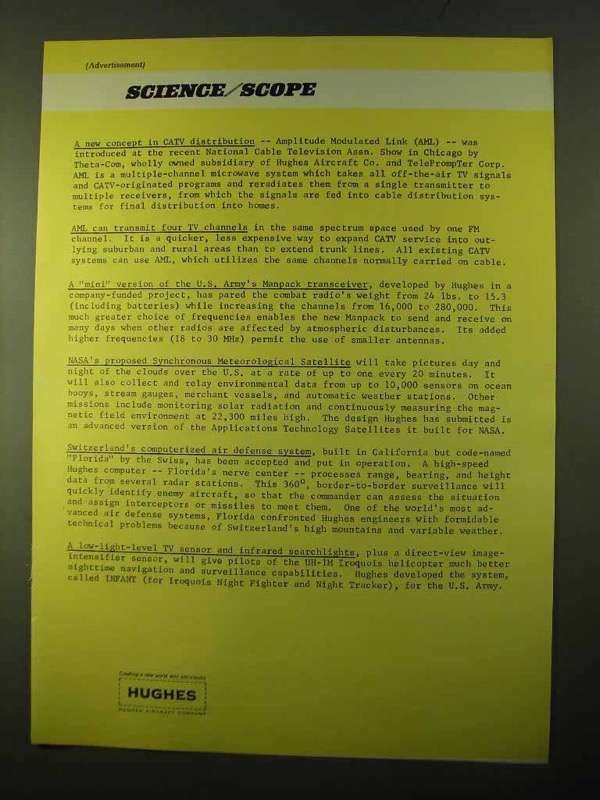 (Advertisement)
SCIENCE/SCOPE
A new concept in CATV distribution -- Amplitude Modulated Link (AML) -- was
introduced at the recent National Cable Television Assn. Show in Chicago by
Theta-Com, wholly owned subsidiary of Hughes Aircraft Co. and TelePrompTer Corp.
AML is a multiple-channel microwave system which takes all off-the-air TV signals
and CATV-originated programs and reradiates them from a single transmitter to
multiple receivers, from which the signals are fed into cable distribution sys-
tems for final distribution into homes.
AML can transmit four TV channels in the same spectrum space used by one FM
channel. It is a quicker, less expensive way to expand CATV service into out-
lying suburban and rural areas than to extend trunk lines. All existing CATV
systems can use AML, which utilizes the same channels normally carried on cable.
A "mini" version of the U.S. Army's Manpack transceiver, developed by Hughes in a
company-funded project, has pared the combat radio's weight from 24 lbs. to 15.3
(including batteries) while increasing the channels from 16,000 to 280,000. This
much greater choice of frequencies enables the new Manpack to send and receive on
many days when other radios are affected by atmospheric disturbances. Its added
higher frequencies (18 to 30 MHz) permit the use of smaller antennas.
NASA's proposed Synchronous Meteorological Satellite will take pictures day and
night of the clouds over the U.S. at a rate of up to one every 20 minutes. It
will also collect and relay environmental data from up to 10,000 sensors on ocean
buoys, stream gauges, merchant vessels, and automatic weather stations. Other
missions include monitoring solar radiation and continuously measuring the mag-
netic field environment at 22,300 miles high. The design Hughes has submitted is
an advanced version of the Applications Technology Satellites it built for NASA.
Switzerland's computerized air defense system, built in California but code-named
"Florida" by the Swiss, has been accepted and put in operation. A high-speed
Hughes computer -- Florida's nerve center -- processes range, bearing, and height
data from several radar stations. This 360°, border-to-border surveillance will
quickly identify enemy aircraft, so that the commander can assess the situation
and assign interceptors or missiles to meet them. One of the world's most ad-
vanced air defense systems, Florida confronted Hughes engineers with formidable
technical problems because of Switzerland's high mountains and variable weather.
A low-light-level TV sensor and infrared searchlights, plus a direct-view image-
intensifier sensor, will give pilots of the UH-1M Iroquois helicopter much better
nighttime navigation and surveillance capabilities. Hughes developed the system,
called INFANT (for Iroquois Night Fighter and Night Tracker), for the U.S. Army.
Creating a new world with electronics
HUGHES
HUGHES AIRCRAFT COMPANY